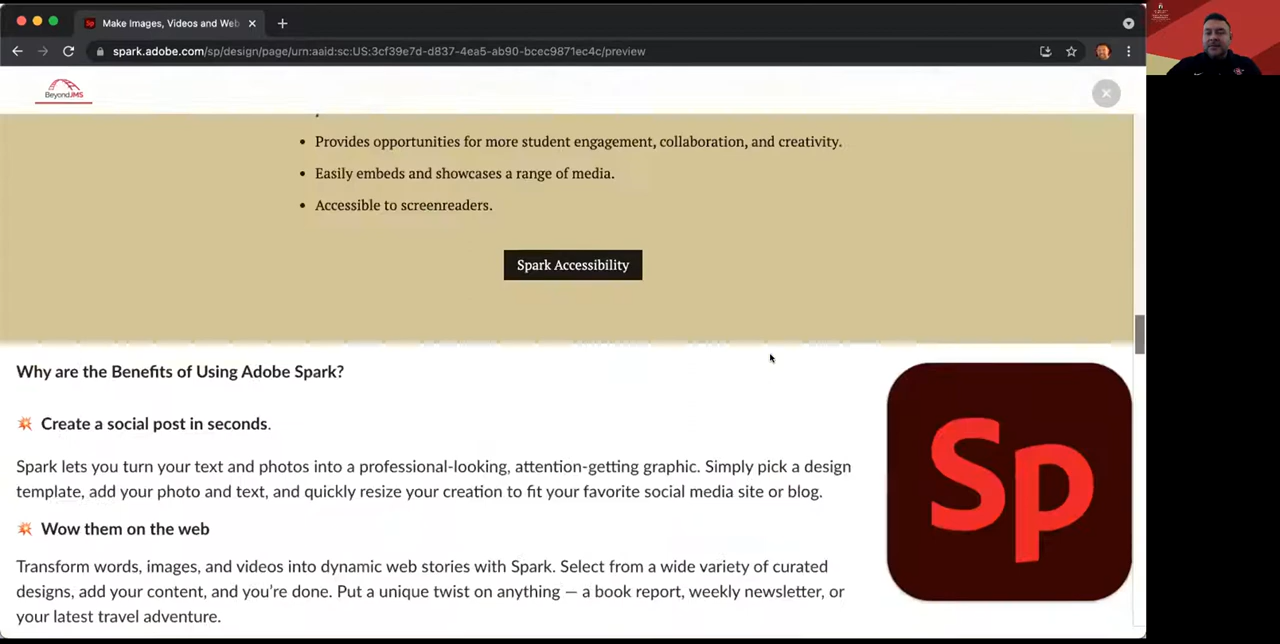 Make Images, Videos and Web
spark.adobe.com/sp/design/page/urn:aaid:sc:US:3cf39e7d-d837-4ea5-ab90-bcec9871ec4c/preview
BeyondJMS
• Provides opportunities for more student engagement, collaboration, and creativity.
• Easily embeds and showcases a range of media.
• Accessible to screenreaders.
Spark Accessibility
Why are the Benefits of Using Adobe Spark?
Create a social post in seconds.
Spark lets you turn your text and photos into a professional-looking, attention-getting graphic. Simply pick a design
template, add your photo and text, and quickly resize your creation to fit your favorite social media site or blog.
Wow them on the web
Transform words, images, and videos into dynamic web stories with Spark. Select from a wide variety of curated
designs, add your content, and you're done. Put a unique twist on anything — a book report, weekly newsletter, or
your latest travel adventure.
Sp